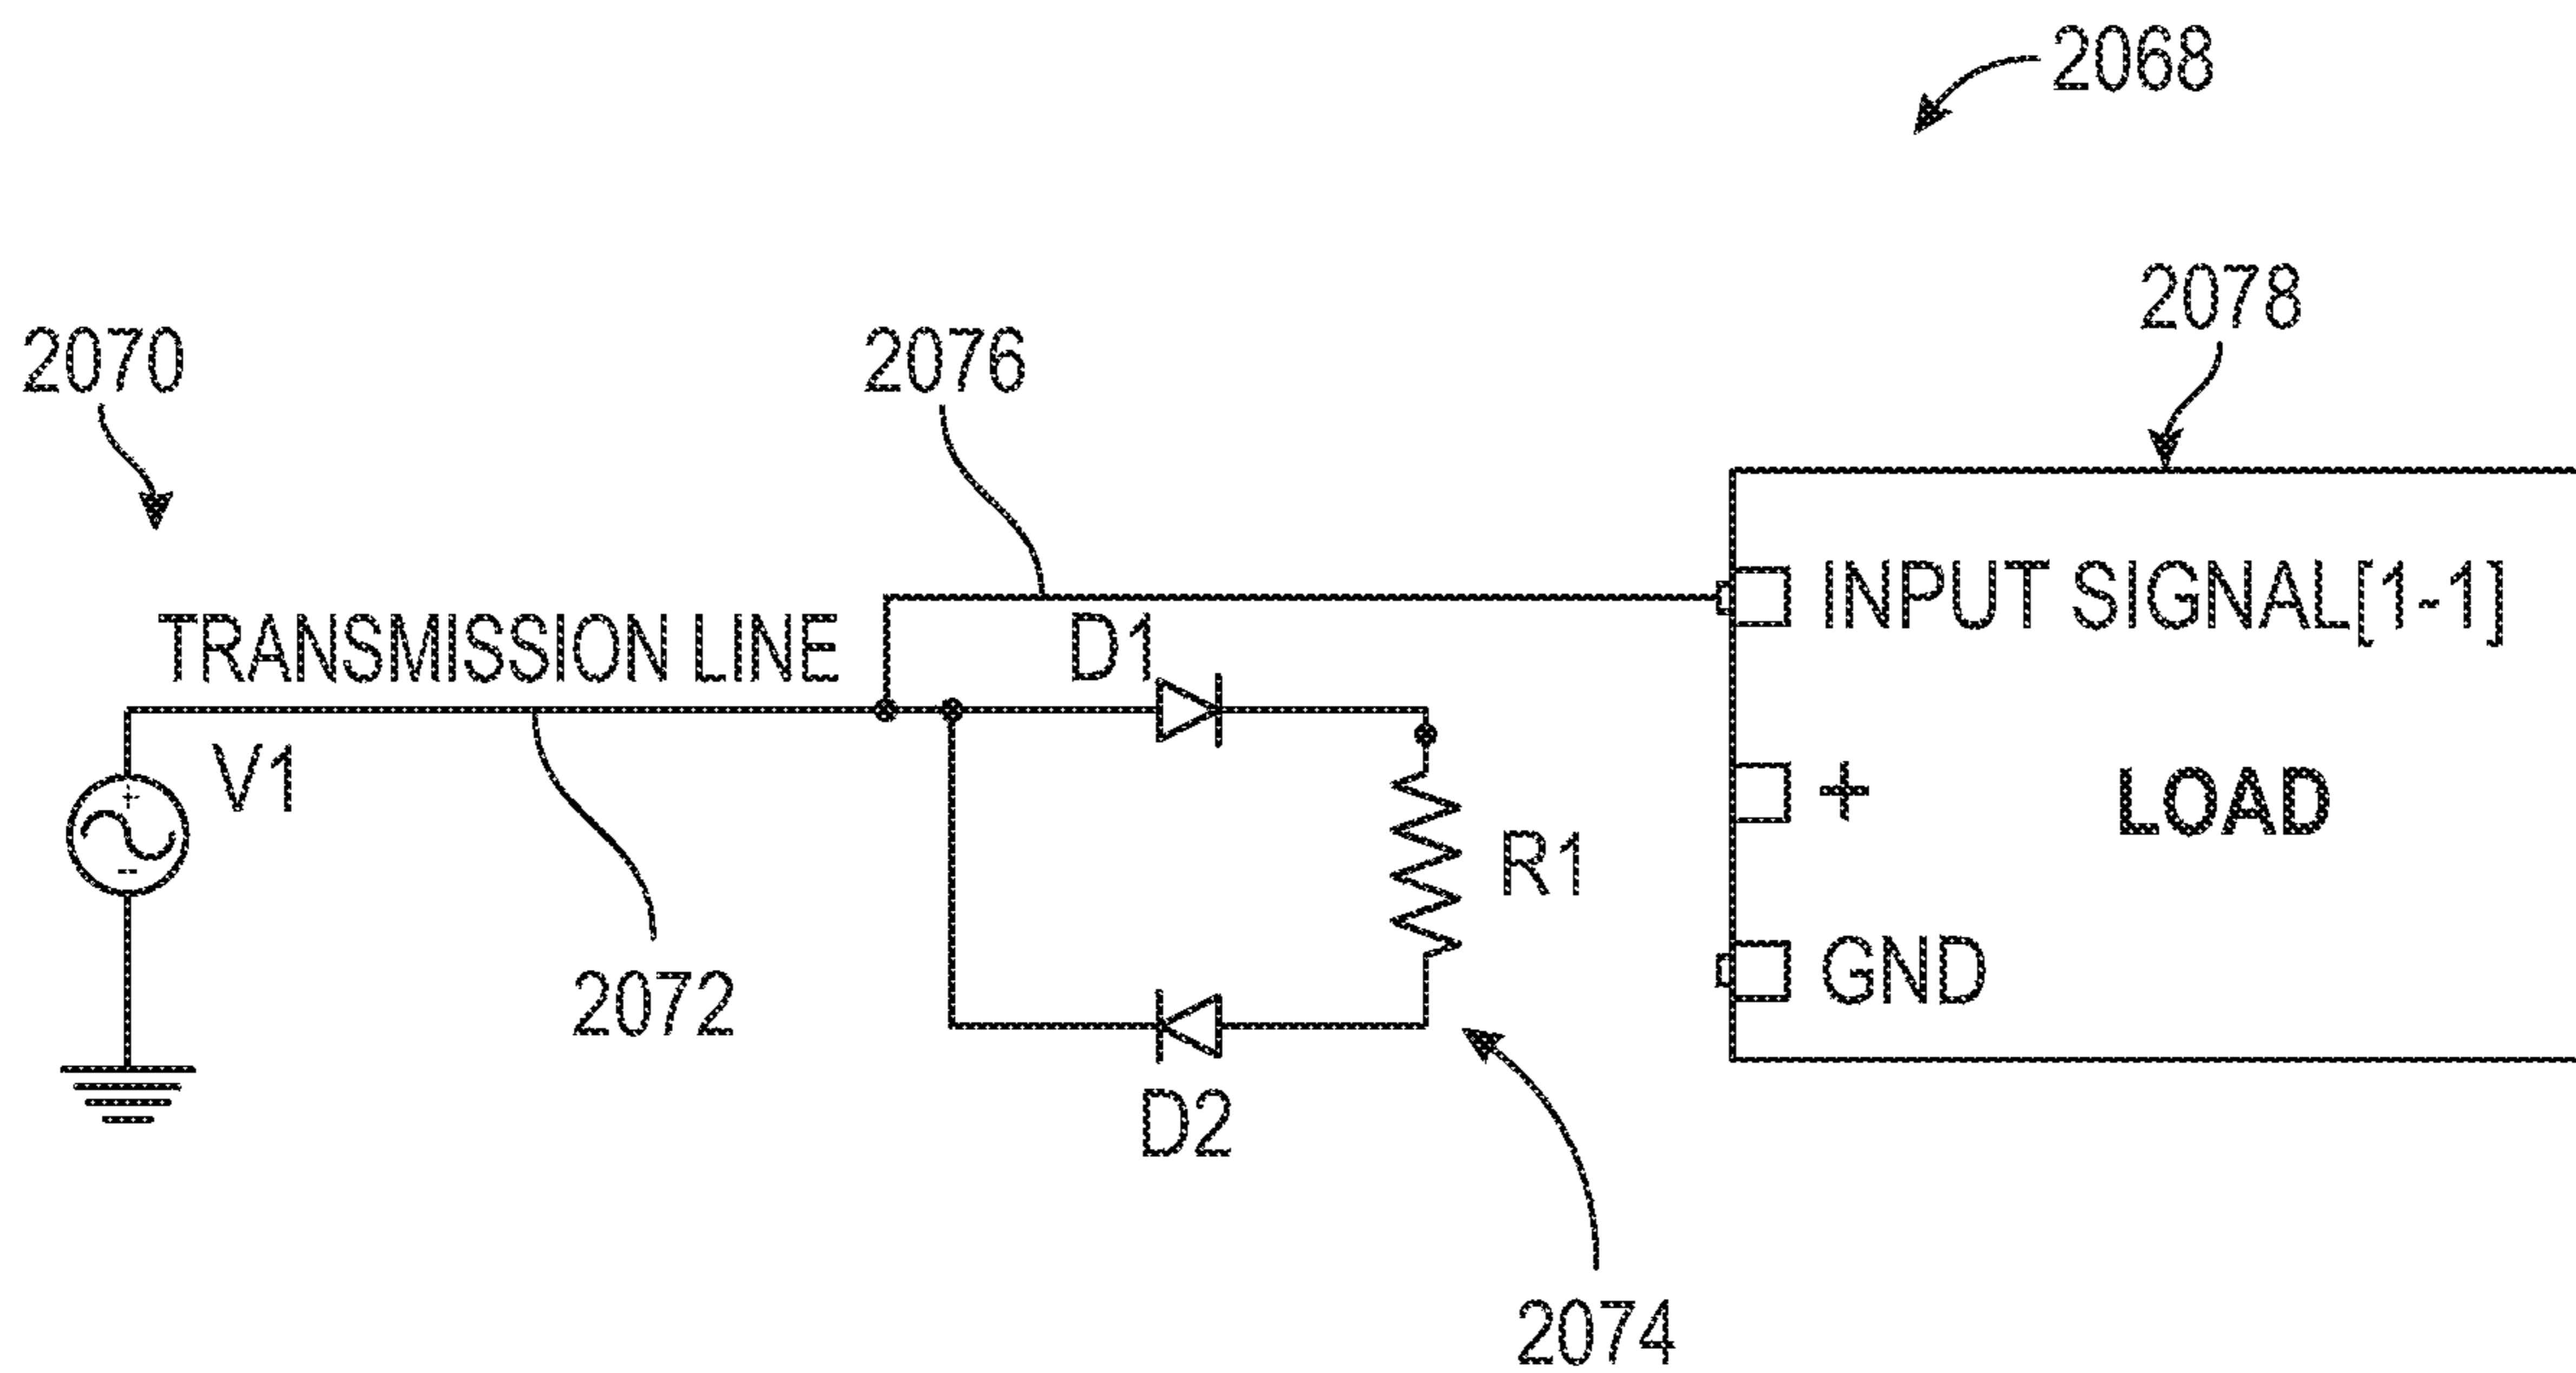 2068
2078
2070
2076
INPUT SIGNAL[1-1]
TRANSMISSION LINE
D1
V1
+
LOAD
R1
GND
2072
D2
2074